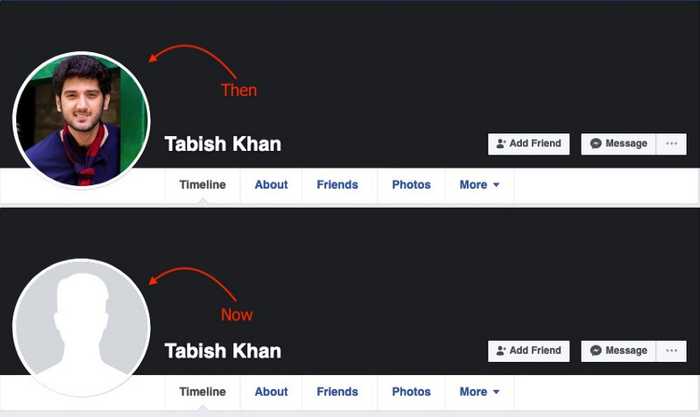 Then
Tabish Khan
Add Friend
Message
Timeline
About
Friends
Photos
More
Now
Tabish Khan
Add Friend
Message
Timeline
About
Friends
Photos
More